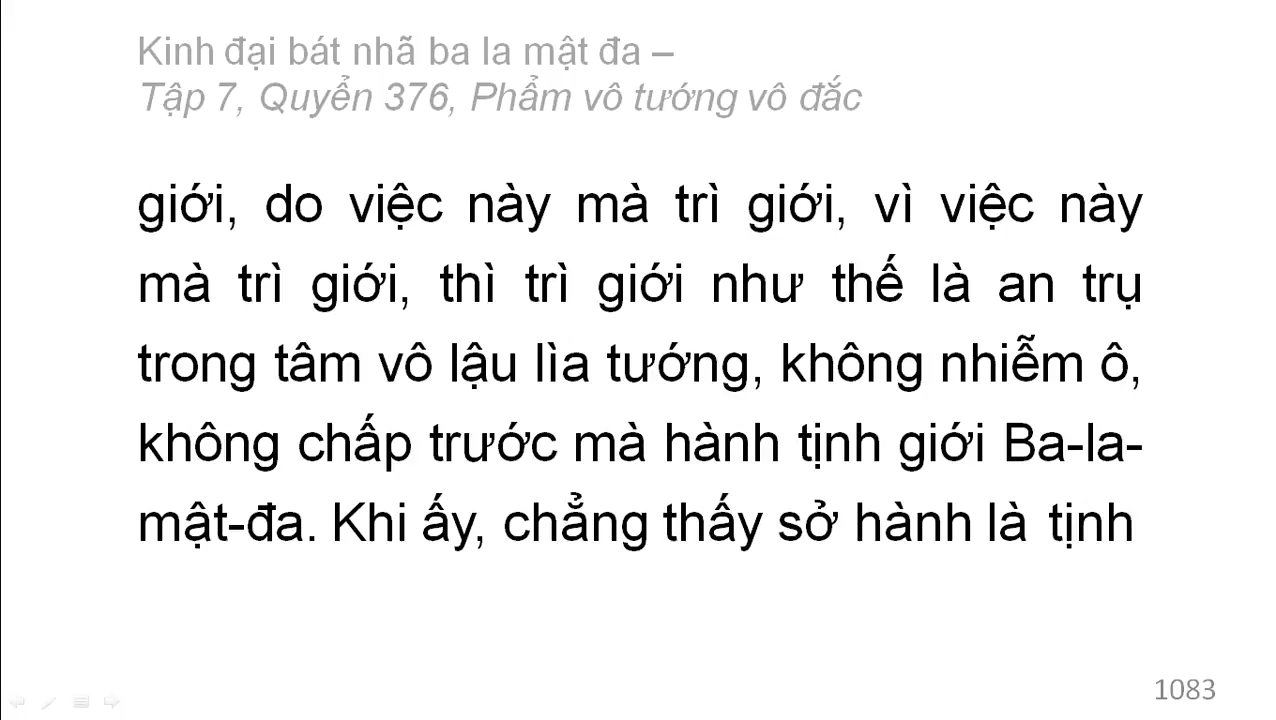 Kinh đại bát nhã ba la mật đa –
Tập 7, Quyển 376, Phẩm vô tướng vô đắc
giới, do việc này mà trì giới, vì việc này
mà trì giới, thì trì giới như thế là an trụ
trong tâm vô lậu lìa tướng, không nhiễm ô,
không chấp trước mà hành tịnh giới Ba-la-
mật-đa. Khi ấy, chẳng thấy sở hành là tịnh
1083